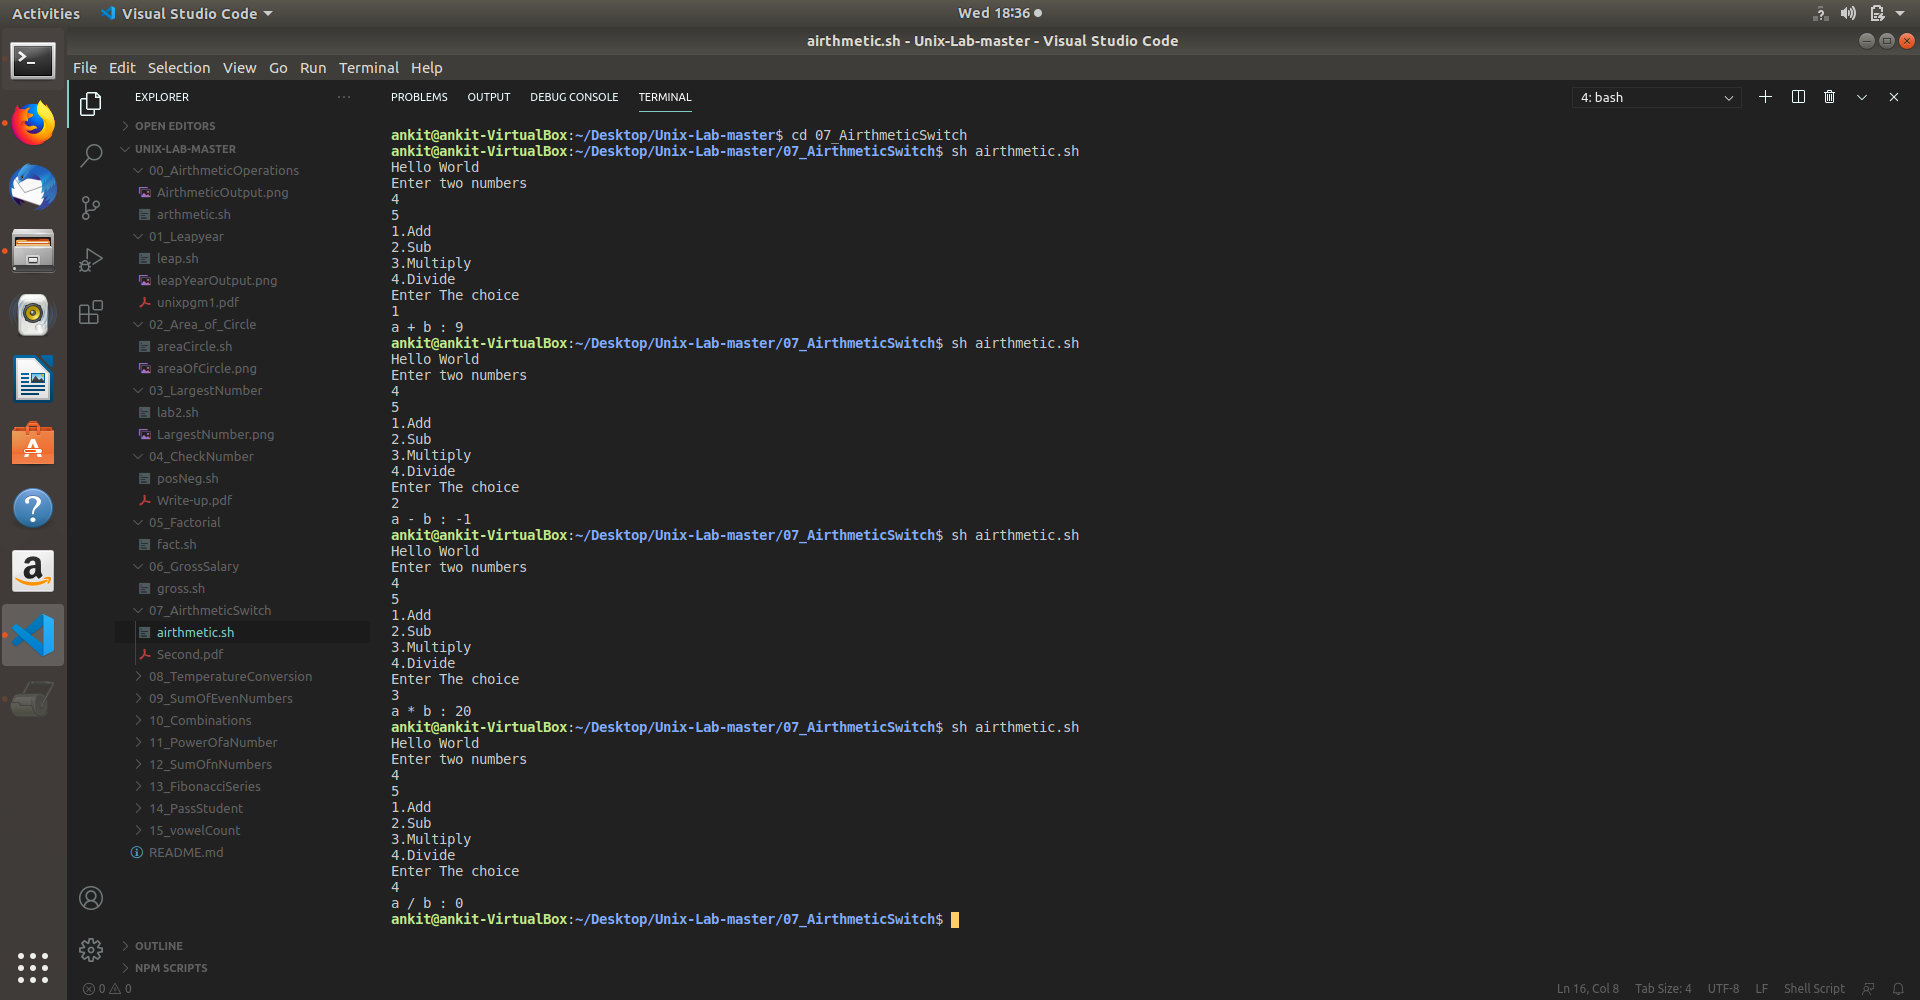 Activities
Visual Studio Code
Wed 18:36
airthmetic.sh - Unix-Lab-master - Visual Studio Code
File Edit Selection View Go Run Terminal Help
EXPLORER
OPEN EDITORS
UNIX-LAB-MASTER
00_AirthmeticOperations
AirthmeticOutput.png
arthmetic.sh
01_Leapyear
leap.sh
leapYearOutput.png
unixpgm1.pdf
02_Area_of_Circle
areaCircle.sh
areaOfCircle.png
03_LargestNumber
lab2.sh
LargestNumber.png
04_CheckNumber
posNeg.sh
Write-up.pdf
05_Factorial
fact.sh
06_GrossSalary
gross.sh
07_AirthmeticSwitch
airthmetic.sh
Second.pdf
08_TemperatureConversion
09_SumOfEvenNumbers
10_Combinations
11_PowerOfaNumber
12_SumOfnNumbers
13_FibonacciSeries
14_PassStudent
15_vowelCount
README.md
OUTLINE
NPM SCRIPTS
PROBLEMS OUTPUT DEBUG CONSOLE TERMINAL
4: bash
ankit@ankit-VirtualBox:~/Desktop/Unix-Lab-master$ cd 07_AirthmeticSwitch
ankit@ankit-VirtualBox:~/Desktop/Unix-Lab-master/07_AirthmeticSwitch$ sh airthmetic.sh
Hello World
Enter two numbers
4
5
1.Add
2.Sub
3.Multiply
4.Divide
Enter The choice
1
a + b : 9
ankit@ankit-VirtualBox:~/Desktop/Unix-Lab-master/07_AirthmeticSwitch$ sh airthmetic.sh
Hello World
Enter two numbers
4
5
1.Add
2.Sub
3.Multiply
4.Divide
Enter The choice
2
a - b : -1
ankit@ankit-VirtualBox:~/Desktop/Unix-Lab-master/07_AirthmeticSwitch$ sh airthmetic.sh
Hello World
Enter two numbers
4
5
1.Add
2.Sub
3.Multiply
4.Divide
Enter The choice
3
a * b : 20
ankit@ankit-VirtualBox:~/Desktop/Unix-Lab-master/07_AirthmeticSwitch$ sh airthmetic.sh
Hello World
Enter two numbers
4
5
1.Add
2.Sub
3.Multiply
4.Divide
Enter The choice
4
a / b : 0
ankit@ankit-VirtualBox:~/Desktop/Unix-Lab-master/07_AirthmeticSwitch$
0 0
Ln 16, Col 8 Tab Size: 4 UTF-8 LF Shell Script